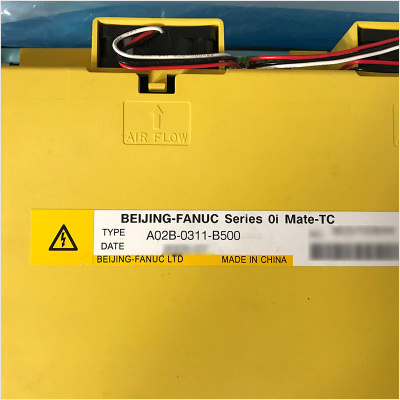 AIR FLOW
BEIJING-FANUC Series 0i Mate-TC
TYPE A02B-0311-B500
DATE
BEIJING-FANUC LTD MADE IN CHINA